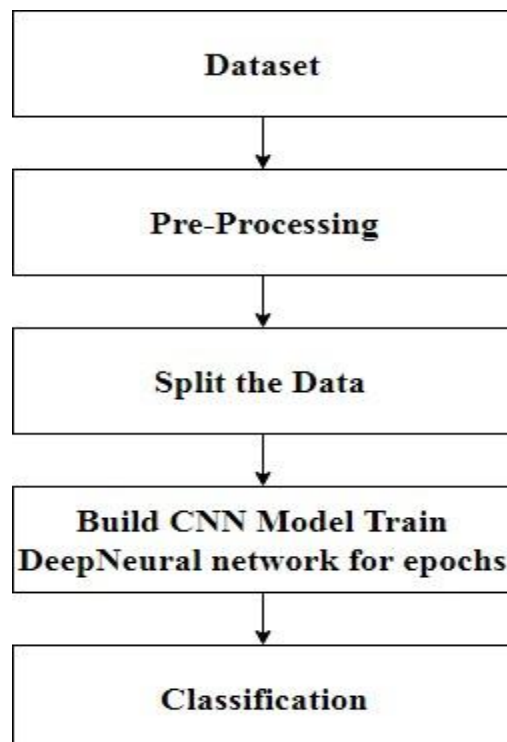 Dataset
Pre-Processing
Split the Data
Build CNN Model Train
DeepNeural network for epochs
Classification